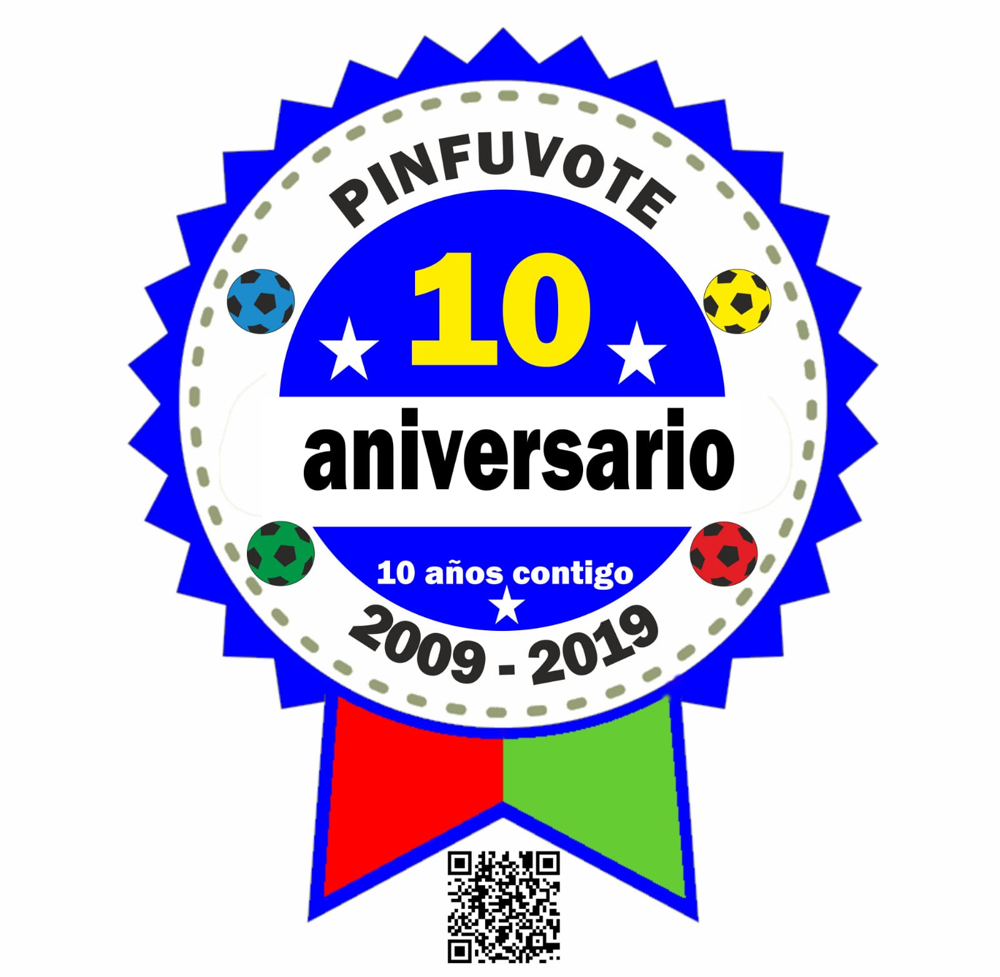 PINFUVOTE
10
aniversario
10 años contigo
2009 - 2019